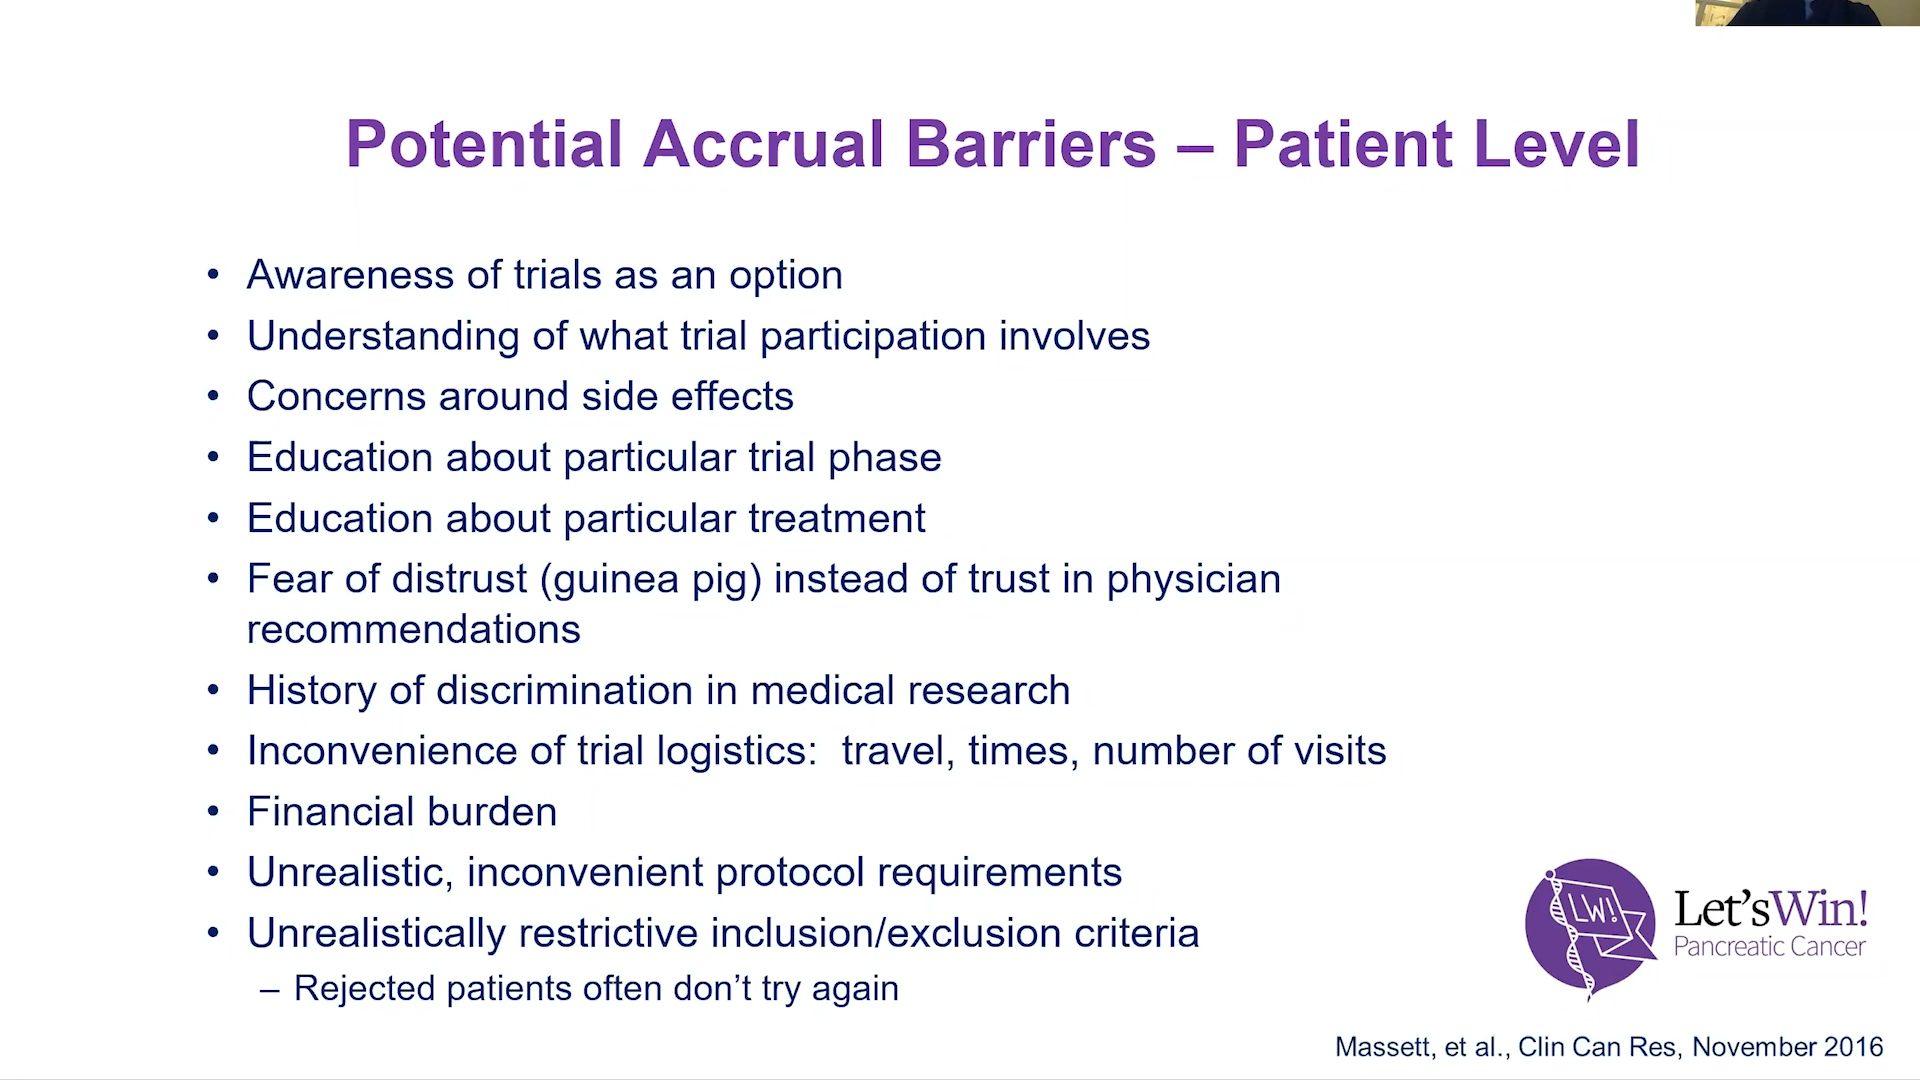 Potential Accrual Barriers – Patient Level
• Awareness of trials as an option
• Understanding of what trial participation involves
• Concerns around side effects
• Education about particular trial phase
• Education about particular treatment
• Fear of distrust (guinea pig) instead of trust in physician
recommendations
• History of discrimination in medical research
• Inconvenience of trial logistics:  travel, times, number of visits
• Financial burden
• Unrealistic, inconvenient protocol requirements
• Unrealistically restrictive inclusion/exclusion criteria
– Rejected patients often don’t try again
LW!
Let’sWin!
Pancreatic Cancer
Massett, et al., Clin Can Res, November 2016